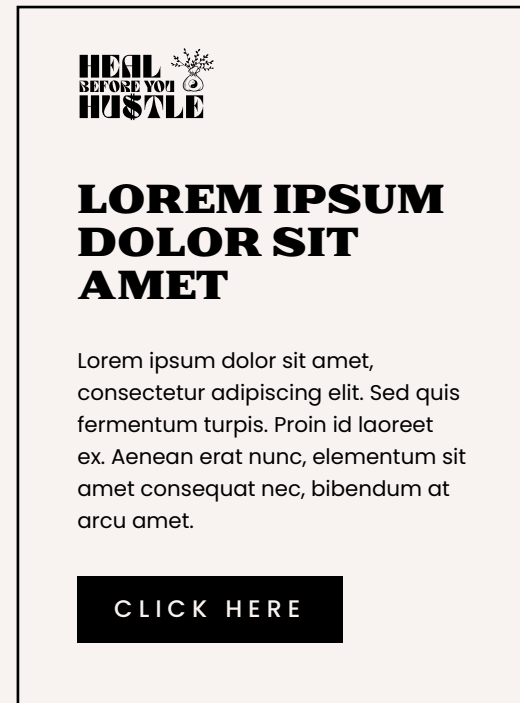 HEAL
BEFORE YOU
HU$TLE
LOREM IPSUM
DOLOR SIT
AMET
Lorem ipsum dolor sit amet,
consectetur adipiscing elit. Sed quis
fermentum turpis. Proin id laoreet
ex. Aenean erat nunc, elementum sit
amet consequat nec, bibendum at
arcu amet.
CLICK HERE